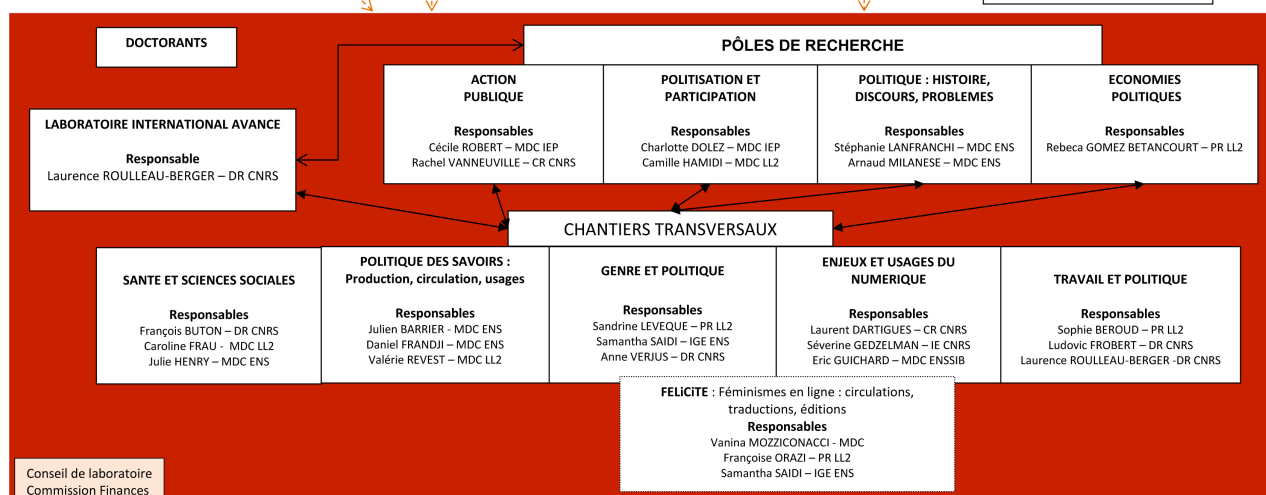 DOCTORANTS
PÔLES DE RECHERCHE
ACTION
PUBLIQUE
Responsables
Cécile ROBERT – MDC IEP
Rachel VANNEUVILLE – CR CNRS
POLITISATION ET
PARTICIPATION
Responsables
Charlotte DOLEZ – MDC IEP
Camille HAMIDI – MDC LL2
POLITIQUE : HISTOIRE,
DISCOURS, PROBLEMES
Responsables
Stéphanie LANFRANCHI – MDC ENS
Arnaud MILANESE – MDC ENS
ECONOMIES
POLITIQUES
Responsables
Rebeca GOMEZ BETANCOURT – PR LL2
LABORATOIRE INTERNATIONAL AVANCE
Responsable
Laurence ROULLEAU-BERGER – DR CNRS
CHANTIERS TRANSVERSAUX
SANTE ET SCIENCES SOCIALES
Responsables
François BUTON – DR CNRS
Caroline FRAU - MDC LL2
Julie HENRY – MDC ENS
POLITIQUE DES SAVOIRS :
Production, circulation, usages
Responsables
Julien BARRIER - MDC ENS
Daniel FRANDJI – MDC ENS
Valérie REVEST – MDC LL2
GENRE ET POLITIQUE
Responsables
Sandrine LEVEQUE – PR LL2
Samantha SAIDI – IGE ENS
Anne VERJUS – DR CNRS
ENJEUX ET USAGES DU
NUMERIQUE
Responsables
Laurent DARTIGUES – CR CNRS
Séverine GEDZELMAN – IE CNRS
Eric GUICHARD – MDC ENSSIB
TRAVAIL ET POLITIQUE
Responsables
Sophie BEROUD – PR LL2
Ludovic FROBERT – DR CNRS
Laurence ROULLEAU-BERGER -DR CNRS
FELiCiTE : Féminismes en ligne : circulations,
traductions, éditions
Responsables
Vanina MOZZICONACCI - MDC
Françoise ORAZI – PR LL2
Samantha SAIDI – IGE ENS
Conseil de laboratoire
Commission Finances